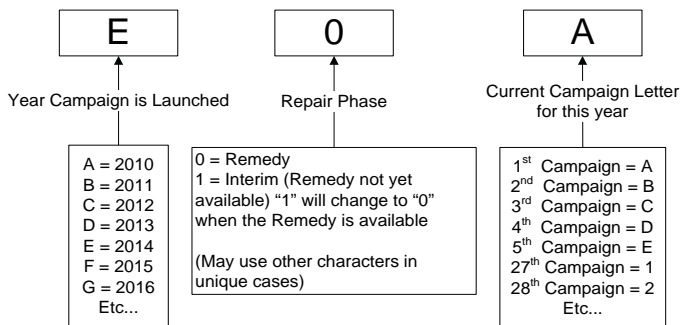 E
0
A
Year Campaign is Launched
Repair Phase
Current Campaign Letter
for this year
A = 2010
B = 2011
C = 2012
D = 2013
E = 2014
F = 2015
G = 2016
Etc...
0 = Remedy
1 = Interim (Remedy not yet
available) “1” will change to “0”
when the Remedy is available
(May use other characters in
unique cases)
1st Campaign = A
2nd Campaign = B
3rd Campaign = C
4th Campaign = D
5th Campaign = E
27th Campaign = 1
28th Campaign = 2
Etc...